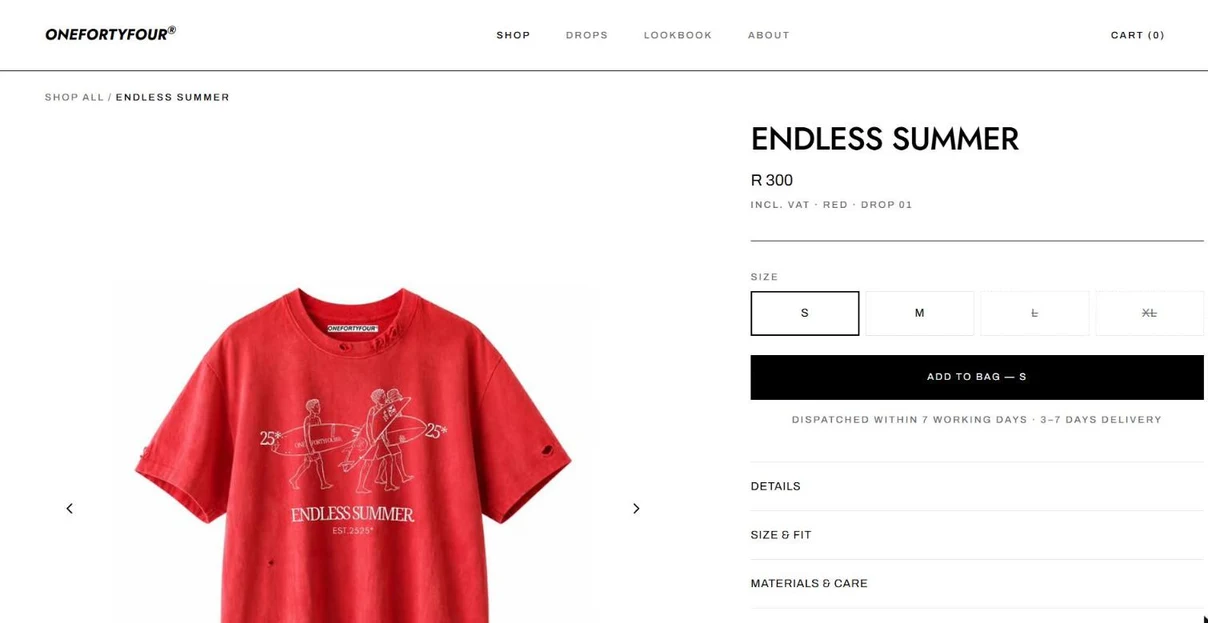 ONEFORTYFOUR®
SHOP DROPS LOOKBOOK ABOUT
CART (0)
SHOP ALL / ENDLESS SUMMER
ENDLESS SUMMER
R 300
INCL. VAT · RED · DROP 01
SIZE
S M L XL
ADD TO BAG — S
DISPATCHED WITHIN 7 WORKING DAYS · 3–7 DAYS DELIVERY
DETAILS
SIZE & FIT
MATERIALS & CARE
ONEFORTYFOUR®
25* 25*
ENDLESS SUMMER
EST.2525*